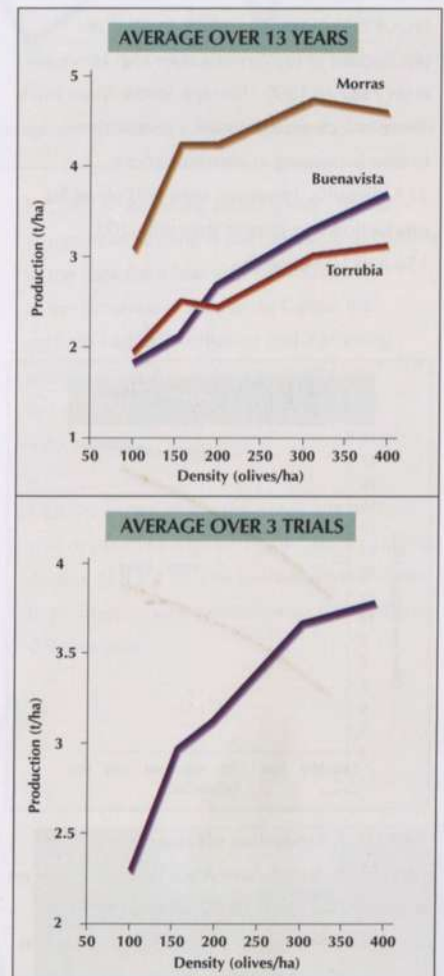 AVERAGE OVER 13 YEARS
5
Morras
4
Buenavista
Production (t/ha)
3
Torrubia
2
1
50 100 150 200 250 300 350 400
Density (olives/ha)
AVERAGE OVER 3 TRIALS
4
3.5
Production (t/ha)
3
2.5
2
50 100 150 200 250 300 350 400
Density (olives/ha)